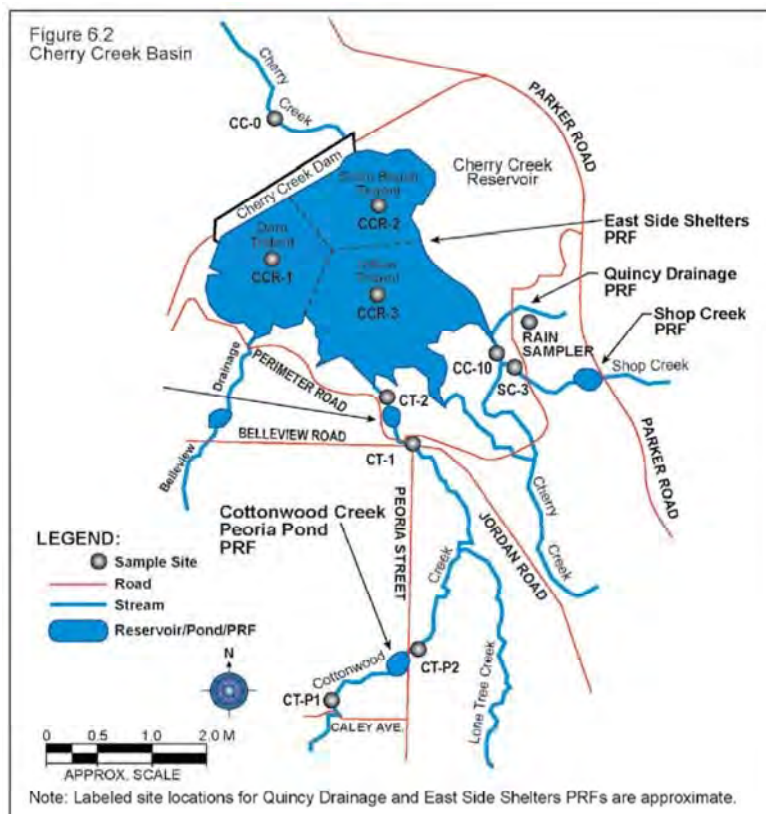 Figure 6.2
Cherry Creek Basin
Cherry
Creek
CC-0
PARKER ROAD
Cherry Creek Dam
Cherry Creek
Reservoir
CCR-2
Dam
CCR-1
CCR-3
East Side Shelters
PRF
Quincy Drainage
PRF
Shop Creek
PRF
RAIN
SAMPLER
CC-10
SC-3
Shop Creek
Drainage
Belleview
PERIMETER ROAD
CT-2
BELLEVIEW ROAD
CT-1
PARKER ROAD
Cherry
Creek
JORDAN ROAD
PEORIA STREET
Cottonwood Creek
Peoria Pond
PRF
Creek
Cottonwood
CT-P2
CT-P1
CALEY AVE.
Lone Tree Creek
LEGEND:
Sample Site
Road
Stream
Reservoir/Pond/PRF
N
0 0.5 1.0 2.0 M
APPROX. SCALE
Note: Labeled site locations for Quincy Drainage and East Side Shelters PRFs are approximate.